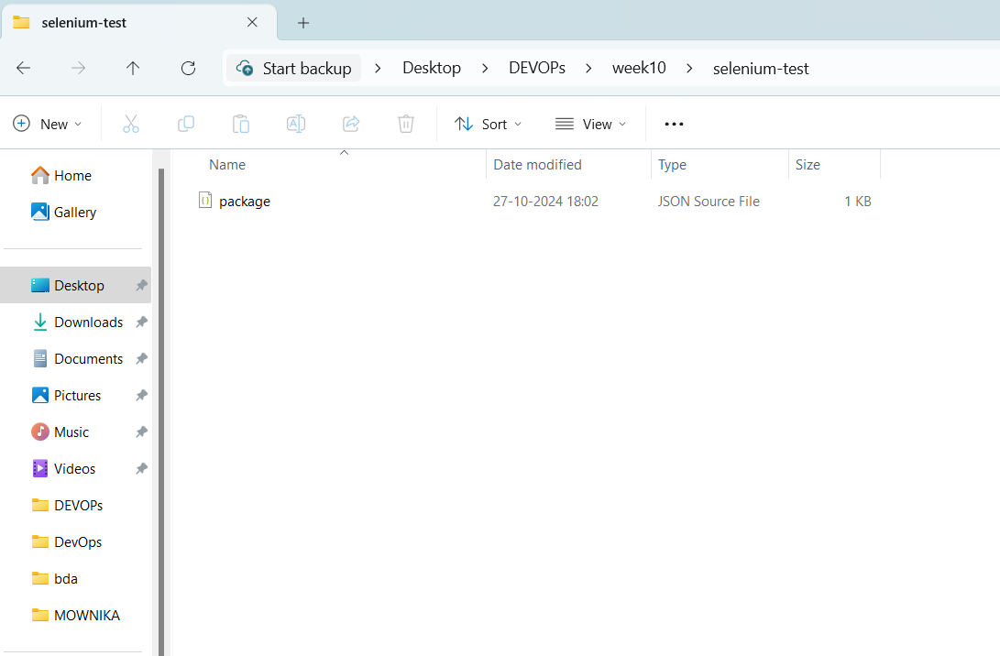 selenium-test
Start backup > Desktop > DEVOPs > week10 > selenium-test
New Sort View
Name Date modified Type Size
package 27-10-2024 18:02 JSON Source File 1 KB
Home
Gallery
Desktop
Downloads
Documents
Pictures
Music
Videos
DEVOPs
DevOps
bda
MOWNIKA